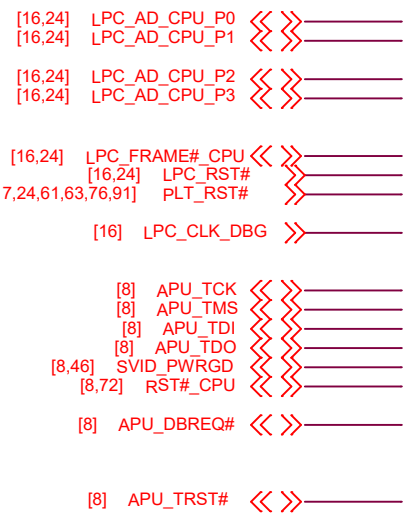 [16,24] LPC_AD_CPU_P0
[16,24] LPC_AD_CPU_P1
[16,24] LPC_AD_CPU_P2
[16,24] LPC_AD_CPU_P3
[16,24] LPC_FRAME#_CPU
[16,24] LPC_RST#
7,24,61,63,76,91] PLT_RST#
[16] LPC_CLK_DBG
[8] APU_TCK
[8] APU_TMS
[8] APU_TDI
[8] APU_TDO
[8,46] SVID_PWRGD
[8,72] RST#_CPU
[8] APU_DBREQ#
[8] APU_TRST#